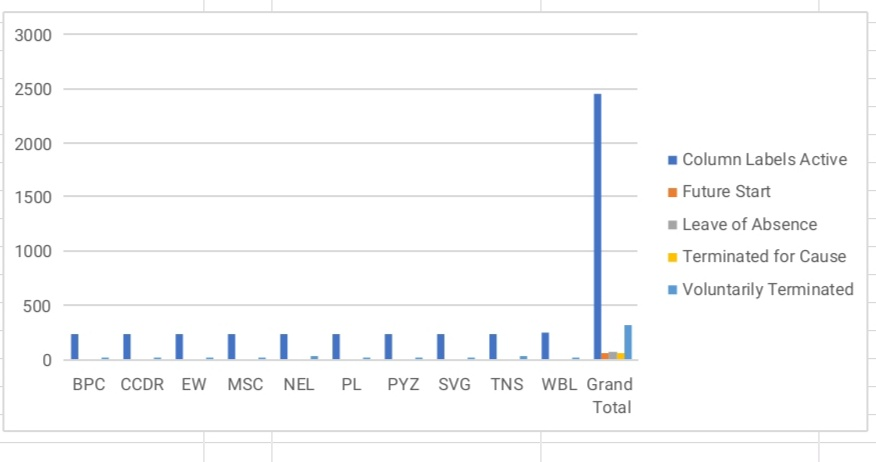 3000
2500
2000
1500
1000
500
0
BPC CCDR EW MSC NEL PL PYZ SVG TNS WBL Grand
Total
Column Labels Active
Future Start
Leave of Absence
Terminated for Cause
Voluntarily Terminated